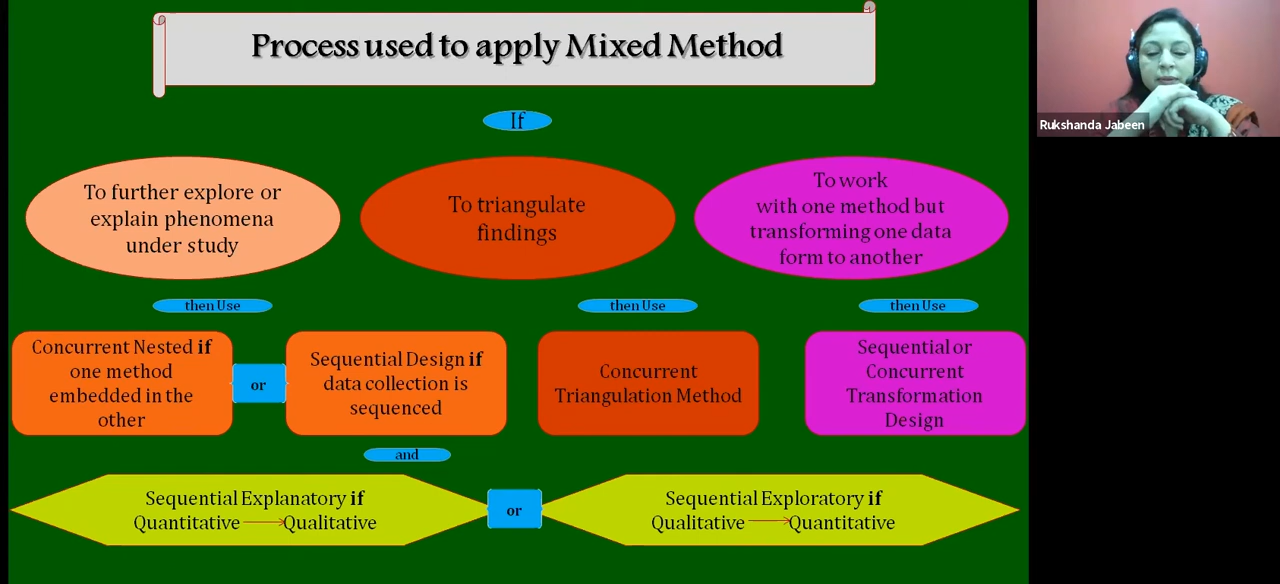 Process used to apply Mixed Method
If
To further explore or
explain phenomena
under study
To triangulate
findings
To work
with one method but
transforming one data
form to another
then Use
then Use
then Use
Concurrent Nested if
one method
embedded in the
other
or
Sequential Design if
data collection is
sequenced
Concurrent
Triangulation Method
Sequential or
Concurrent
Transformation
Design
and
Sequential Explanatory if
Quantitative Qualitative
or
Sequential Exploratory if
Qualitative Quantitative
Rukshanda Jabeen